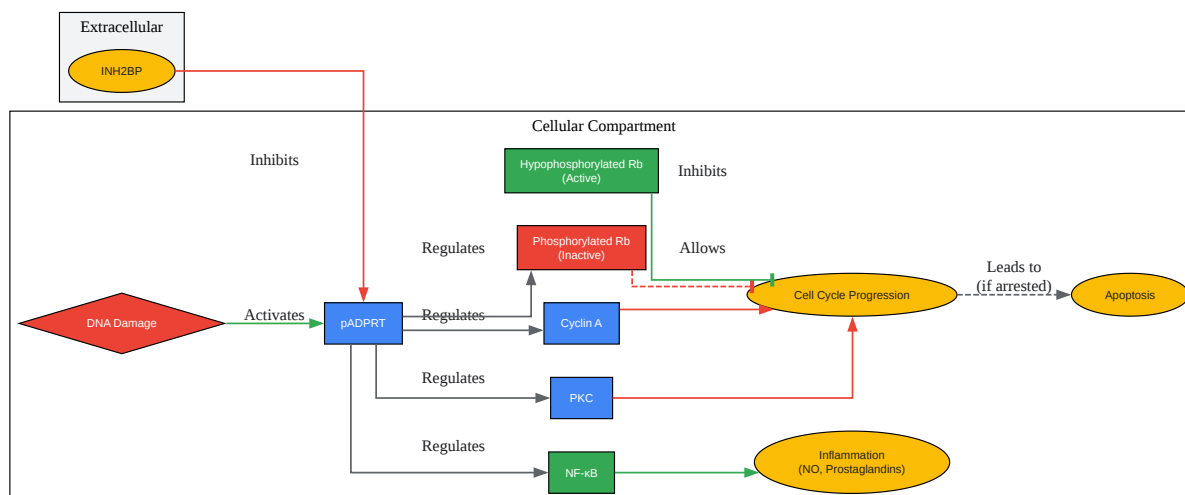 Extracellular
INH2BP
Cellular Compartment
Inhibits
Hypophosphorylated Rb
(Active)
Inhibits
Regulates
Phosphorylated Rb
(Inactive)
Allows
Leads to
(if arrested)
Cell Cycle Progression
Apoptosis
DNA Damage
Activates
pADPRT
Regulates
Cyclin A
Regulates
PKC
Regulates
NF-κB
Inflammation
(NO, Prostaglandins)